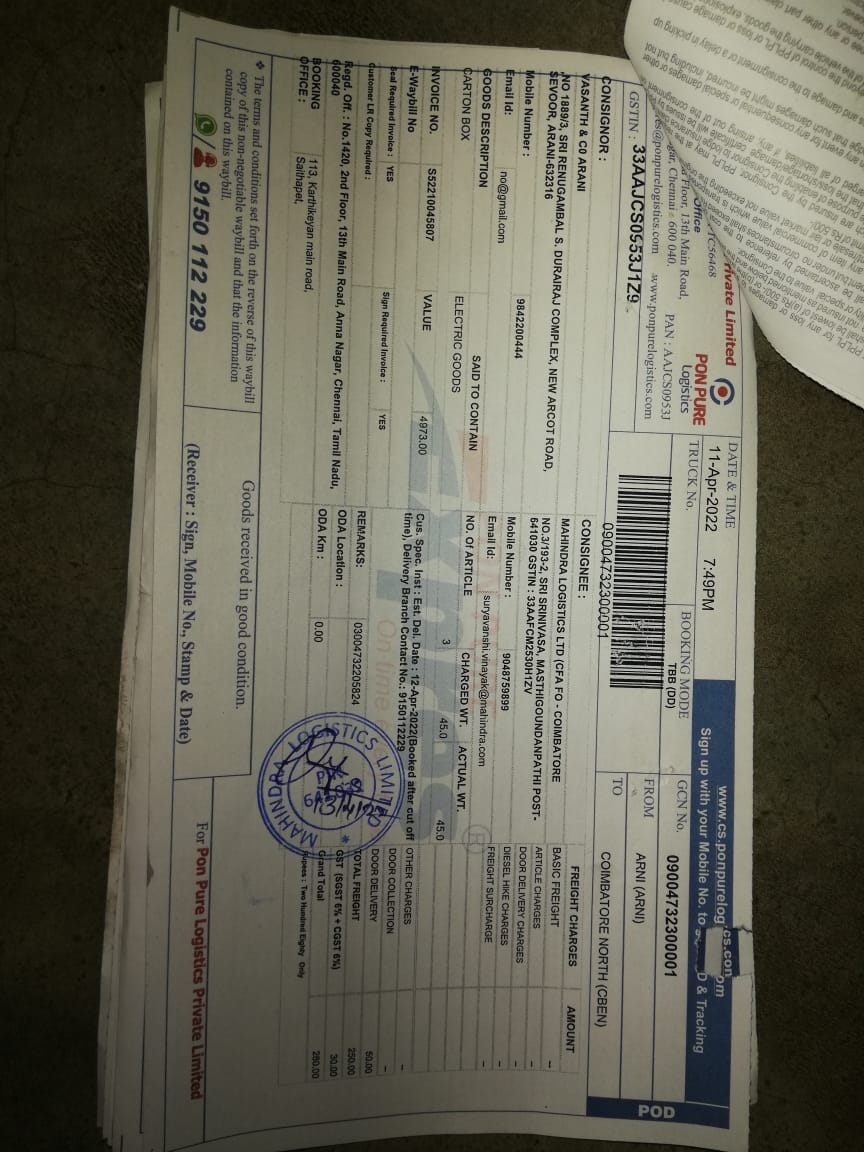 rivate Limited
PON PURE
Logistics
Office
Floor, 13th Main Road,
Chennai - 600 040. PAN : AAJCS0953J
@ponpurelogistics.com www.ponpurelogistics.com
GSTIN : 33AAJCS0953J1Z9
DATE & TIME
11-Apr-2022 7:49PM
TRUCK No.
BOOKING MODE
TBB (DD)
www.cs.ponpurelog cs.com
Sign up with your Mobile No. to & Tracking
GCN No.
09004732300001
FROM
ARNI (ARNI)
TO
COIMBATORE NORTH (CBEN)
POD
09004732300001
CONSIGNOR :
VASANTH & CO ARANI
NO 1889/3, SRI RENUGAMBAL S. DURAIRAJ COMPLEX, NEW ARCOT ROAD,
SEVOOR, ARANI-632316
Mobile Number : 9842200444
Email Id: no@gmail.com
CONSIGNEE :
MAHINDRA LOGISTICS LTD (CFA FO - COIMBATORE
NO.3/193-2, SRI SRINIVASA, MASTHIGOUNDANPATHI POST-
641030 GSTIN : 33AAFCM2530H1ZV
Mobile Number : 9048759899
Email Id: suryavanshi.vinayak@mahindra.com
GOODS DESCRIPTION SAID TO CONTAIN NO. Of ARTICLE CHARGED WT. ACTUAL WT.
CARTON BOX ELECTRIC GOODS 3 45.0 45.0
INVOICE NO. S52210045807 VALUE 4973.00
E-Waybill No
Cus. Spec. Inst : Est. Del. Date : 12-Apr-2022(Booked after cut off
time), Delivery Branch Contact No.: 9150112229
Seal Required Invoice : YES Sign Required Invoice : YES
Customer LR Copy Required :
REMARKS: 03004732205824
Regd. Off. : No.1420, 2nd Floor, 13th Main Road, Anna Nagar, Chennai, Tamil Nadu,
600040
ODA Location :
BOOKING
OFFICE :
113, Karthikeyan main road,
Saithapet,
ODA Km : 0.00
FREIGHT CHARGES AMOUNT
BASIC FREIGHT -
ARTICLE CHARGES -
DOOR DELIVERY CHARGES -
DIESEL HIKE CHARGES -
FREIGHT SURCHARGE -
OTHER CHARGES -
DOOR COLLECTION -
DOOR DELIVERY 50.00
TOTAL FREIGHT 250.00
GST (SGST 6% + CGST 6%) 30.00
Grand Total 280.00
Rupees : Two Hundred Eighty Only
MAHINDRA LOGISTICS LIMITE
❖ The terms and conditions set forth on the reverse of this waybill
copy of this non-negotiable waybill and that the information
contained on this waybill.
9150 112 229
Goods received in good condition.
(Receiver : Sign, Mobile No., Stamp & Date)
For Pon Pure Logistics Private Limited